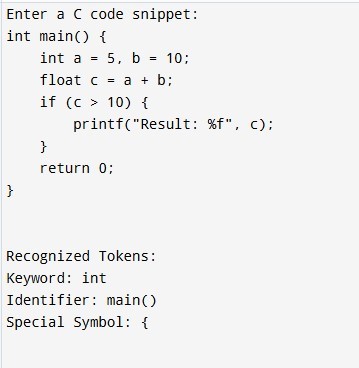 Enter a C code snippet:
int main() {
    int a = 5, b = 10;
    float c = a + b;
    if (c > 10) {
        printf("Result: %f", c);
    }
    return 0;
}
Recognized Tokens:
Keyword: int
Identifier: main()
Special Symbol: {